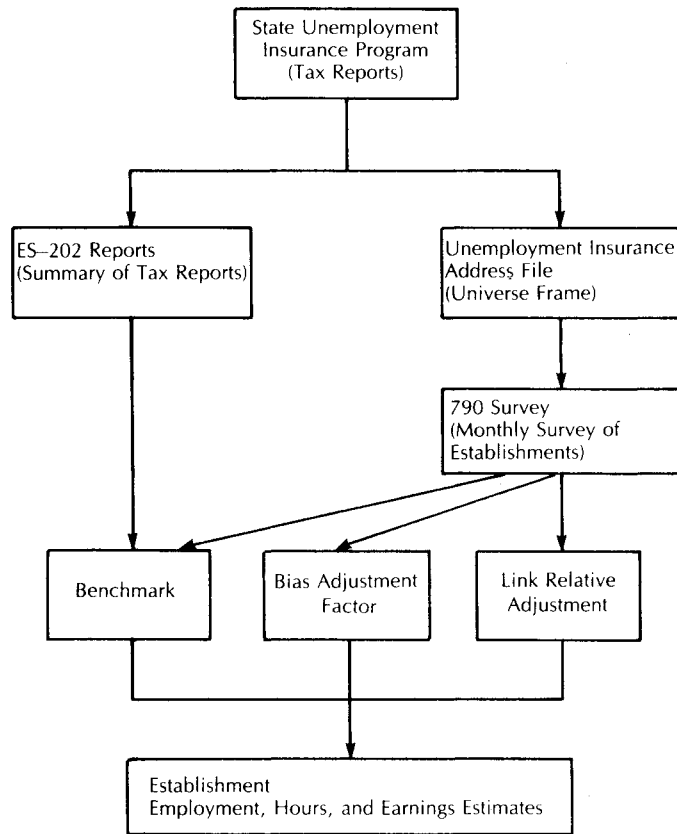 State Unemployment
Insurance Program
(Tax Reports)
ES–202 Reports
(Summary of Tax Reports)
Unemployment Insurance
Address File
(Universe Frame)
790 Survey
(Monthly Survey of
Establishments)
Benchmark
Bias Adjustment
Factor
Link Relative
Adjustment
Establishment
Employment, Hours, and Earnings Estimates